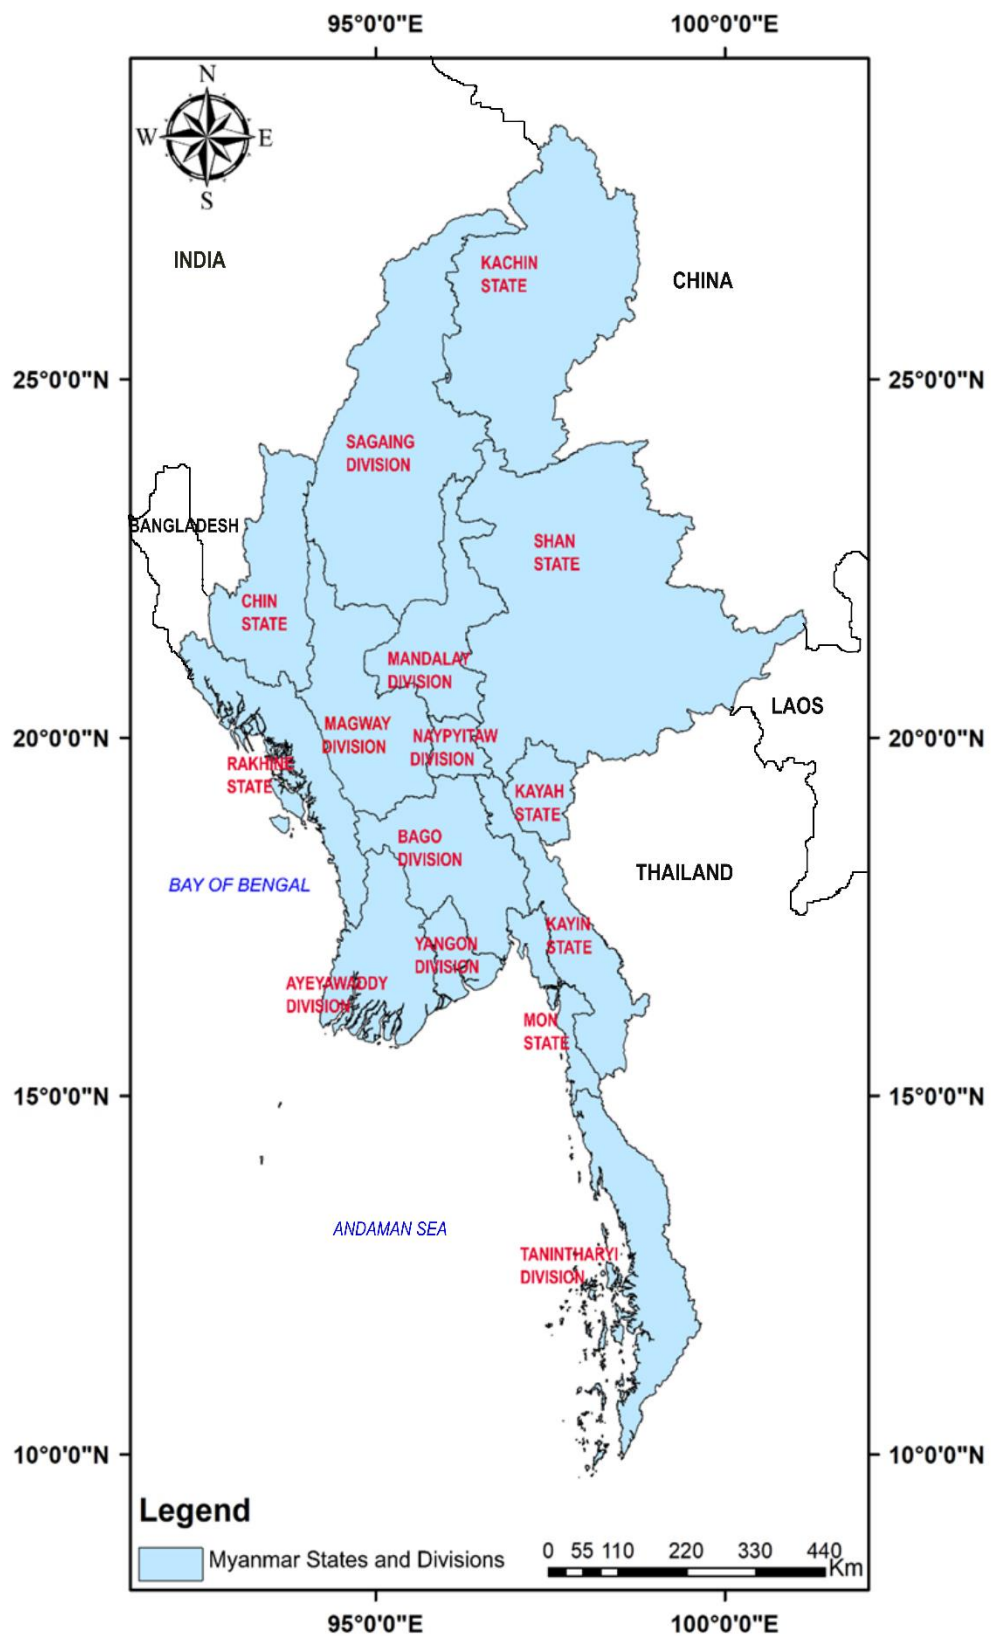 95°0'0"E
100°0'0"E
N
W
E
S
INDIA
KACHIN
STATE
CHINA
25°0'0"N
25°0'0"N
SAGAING
DIVISION
BANGLADESH
SHAN
STATE
CHIN
STATE
MANDALAY
DIVISION
LAOS
MAGWAY
DIVISION
NAYPYITAW
DIVISION
20°0'0"N
20°0'0"N
RAKHINE
STATE
KAYAH
STATE
BAGO
DIVISION
THAILAND
BAY OF BENGAL
KAYIN
STATE
YANGON
DIVISION
AYEYAWADDY
DIVISION
MON
STATE
15°0'0"N
15°0'0"N
ANDAMAN SEA
TANINTHARYI
DIVISION
10°0'0"N
10°0'0"N
Legend
Myanmar States and Divisions
0 55 110 220 330 440
Km
95°0'0"E
100°0'0"E